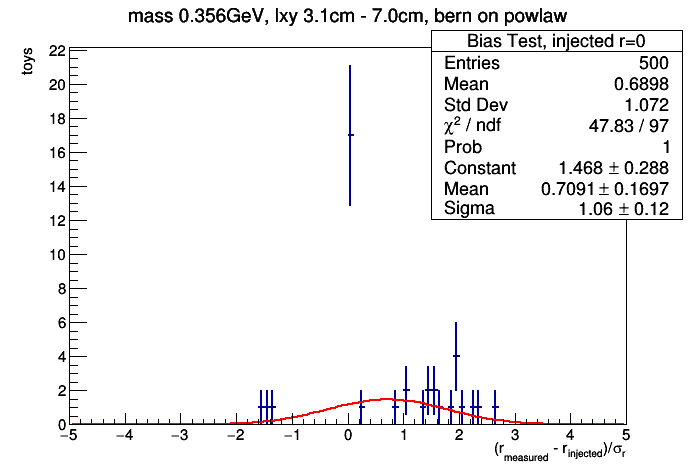 mass 0.356GeV, lxy 3.1cm - 7.0cm, bern on powlaw
Bias Test, injected r=0
Entries 500
Mean 0.6898
Std Dev 1.072
χ² / ndf 47.83 / 97
Prob 1
Constant 1.468 ± 0.288
Mean 0.7091 ± 0.1697
Sigma 1.06 ± 0.12
toys
22
20
18
16
14
12
10
8
6
4
2
0
−5 −4 −3 −2 −1 0 1 2 3 4 5
(r_measured - r_injected)/σ_r